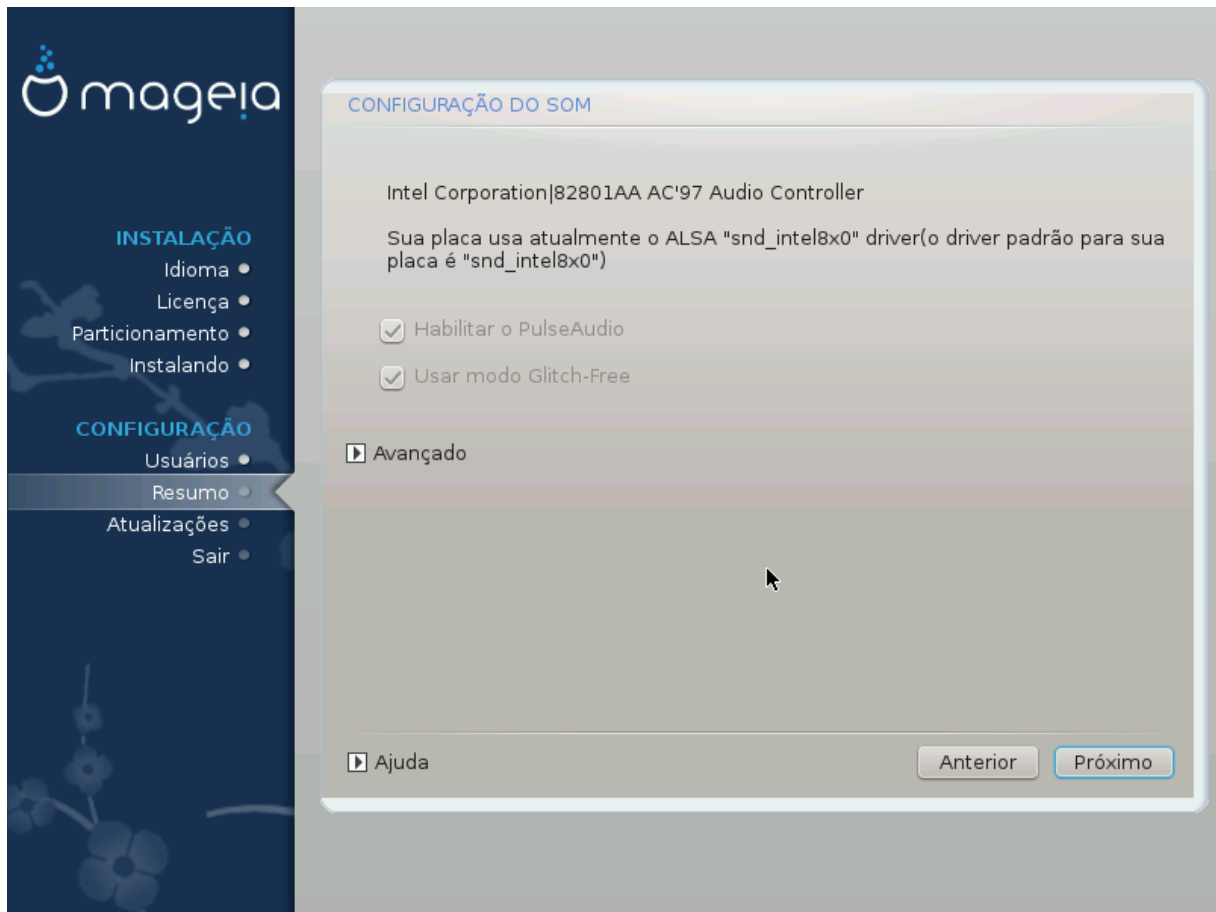 mageia
INSTALAÇÃO
Idioma
Licença
Particionamento
Instalando
CONFIGURAÇÃO
Usuários
Resumo
Atualizações
Sair
CONFIGURAÇÃO DO SOM
Intel Corporation|82801AA AC'97 Audio Controller
Sua placa usa atualmente o ALSA "snd_intel8x0" driver(o driver padrão para sua
placa é "snd_intel8x0")
Habilitar o PulseAudio
Usar modo Glitch-Free
Avançado
Ajuda
Anterior
Próximo